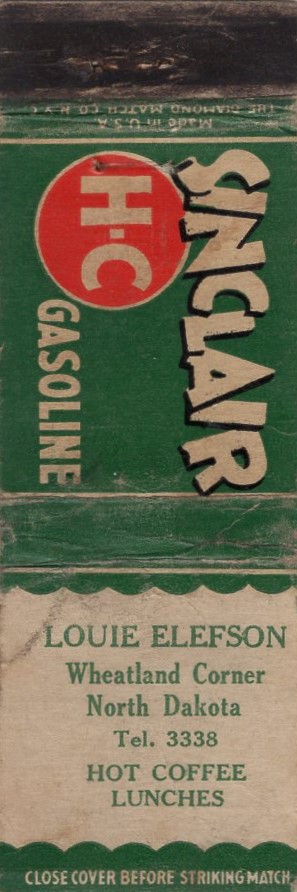 Made in U.S.A.
THE DIAMOND MATCH CO. N.Y.C.
SINCLAIR
H-C
GASOLINE
LOUIE ELEFSON
Wheatland Corner
North Dakota
Tel. 3338
HOT COFFEE
LUNCHES
CLOSE COVER BEFORE STRIKING MATCH